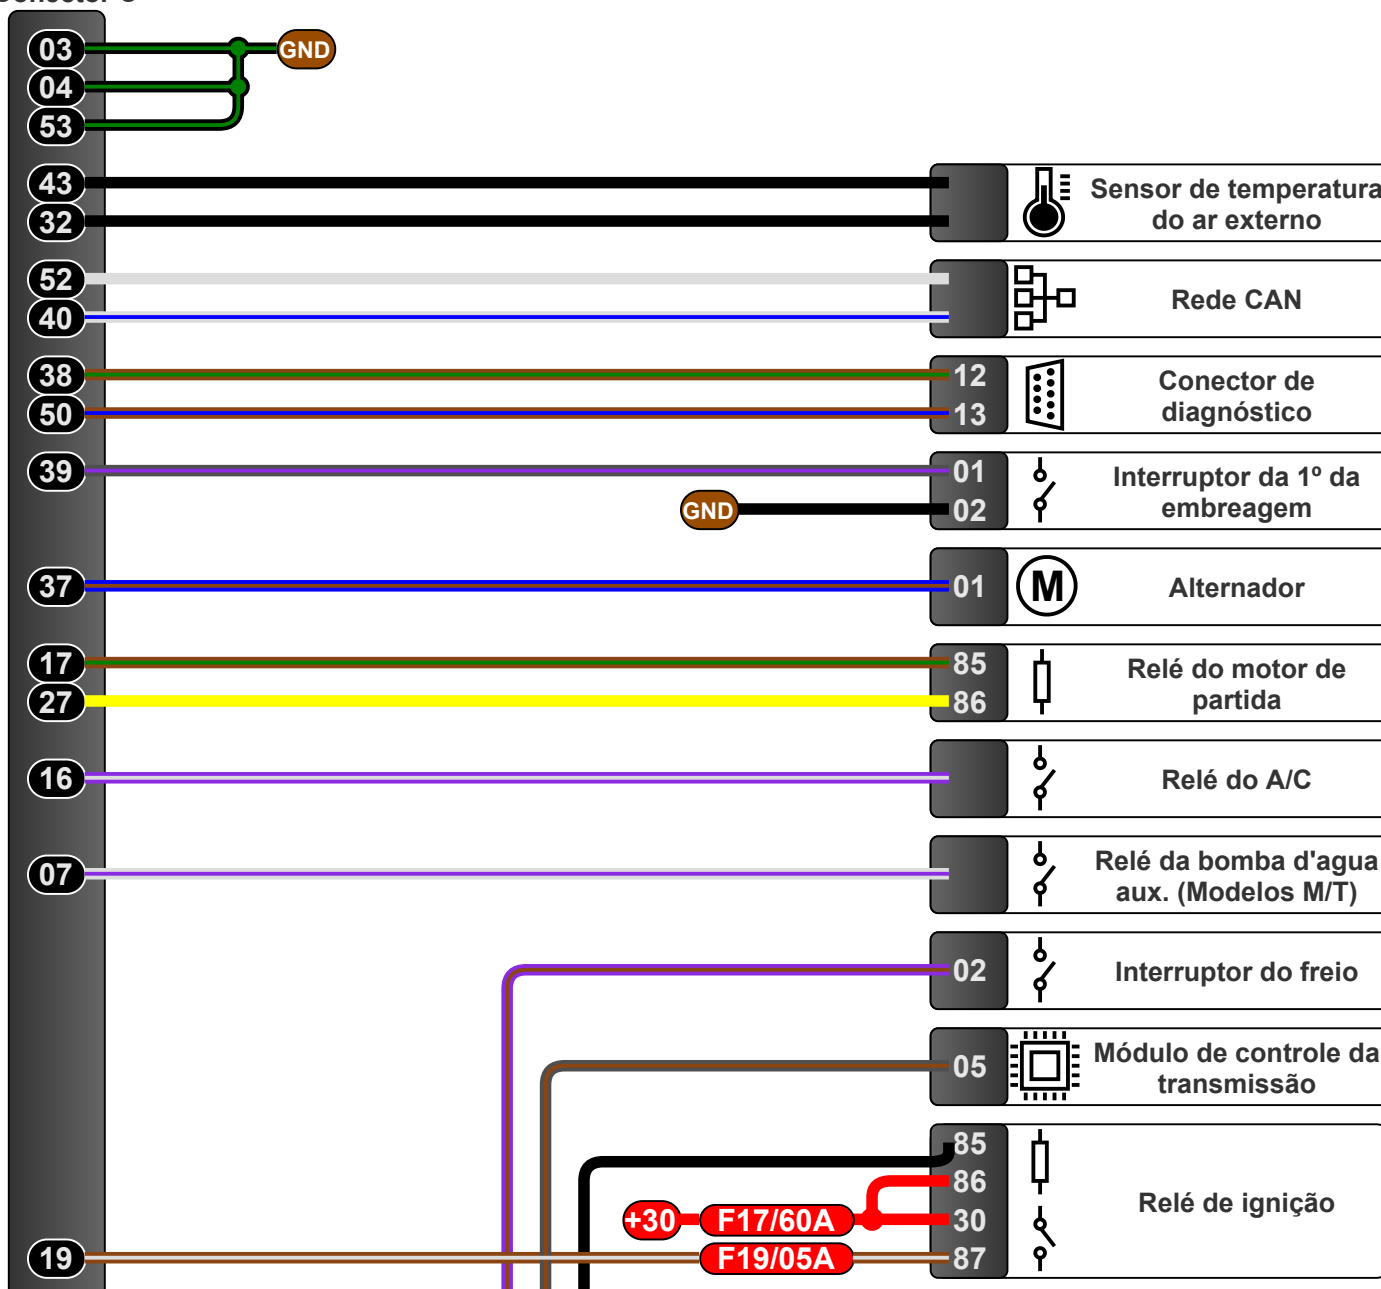 03
GND
04
53
43
Sensor de temperatura
32
do ar externo
52
Rede CAN
40
38
12
Conector de
50
13
diagnóstico
39
01
Interruptor da 1º da
GND
02
embreagem
37
01
M
Alternador
17
85
Relé do motor de
27
86
partida
16
Relé do A/C
07
Relé da bomba d'agua
aux. (Modelos M/T)
02
Interruptor do freio
05
Módulo de controle da
transmissão
85
86
+30
F17/60A
30
Relé de ignição
19
F19/05A
87